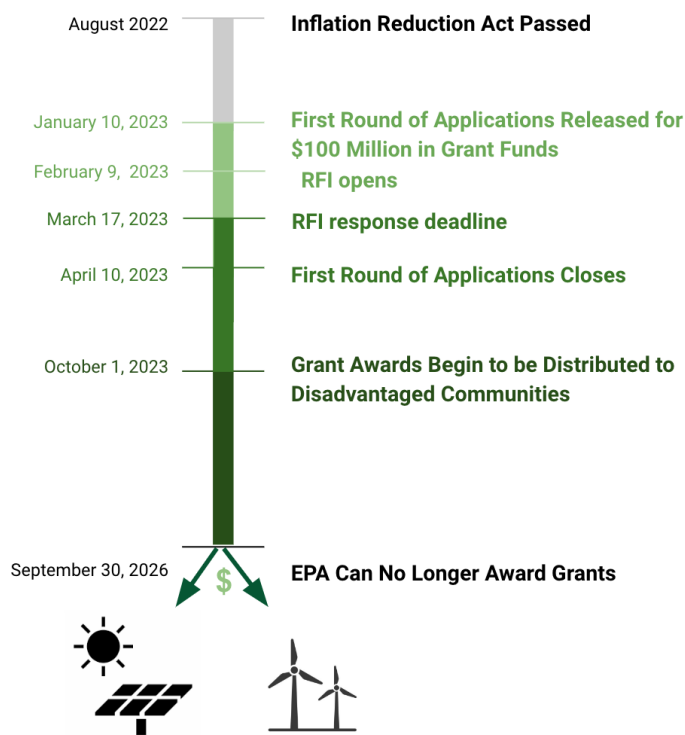 August 2022
Inflation Reduction Act Passed
January 10, 2023
First Round of Applications Released for
$100 Million in Grant Funds
February 9, 2023
RFI opens
March 17, 2023
RFI response deadline
April 10, 2023
First Round of Applications Closes
October 1, 2023
Grant Awards Begin to be Distributed to
Disadvantaged Communities
September 30, 2026
$
EPA Can No Longer Award Grants